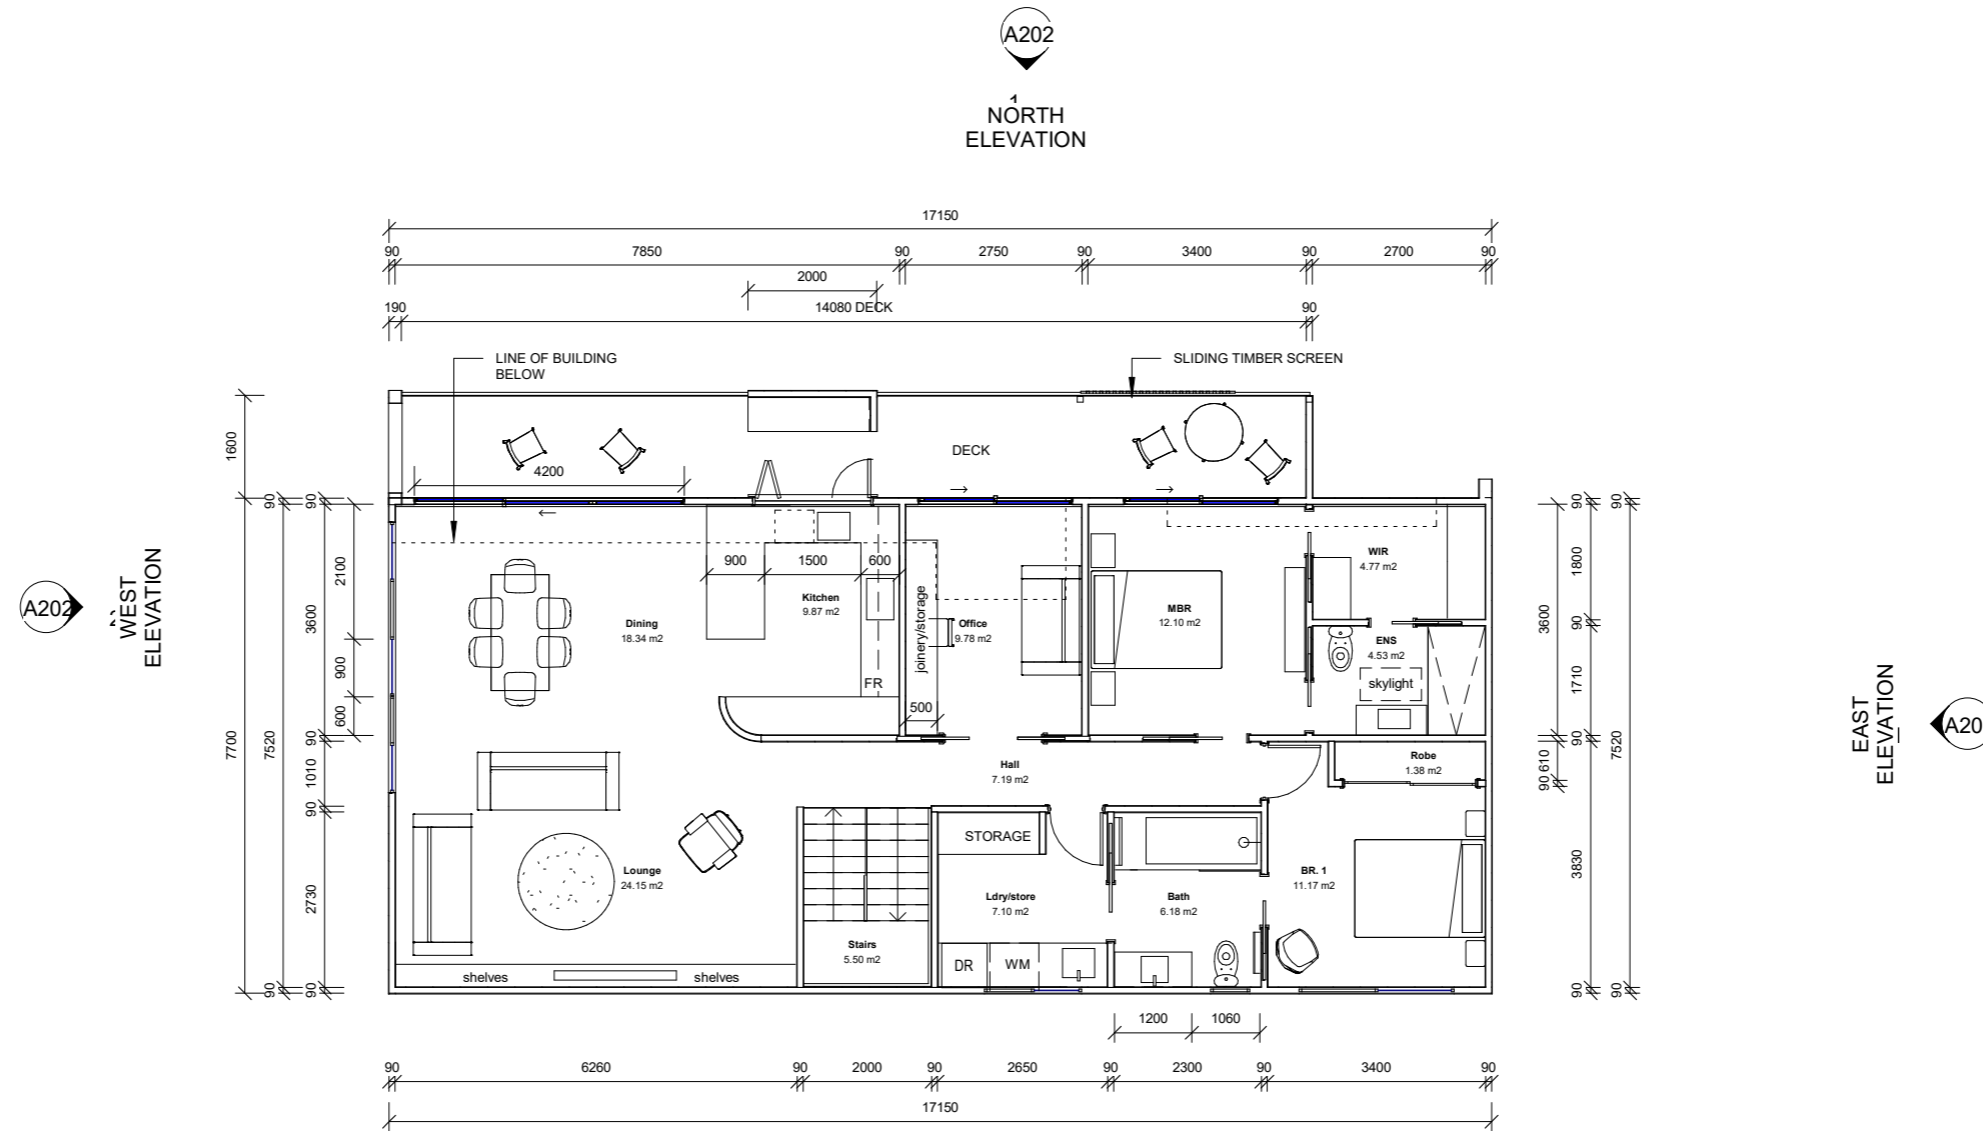 A202
1
NORTH
ELEVATION
17150
90 7850 90 2750 90 3400 90 2700 90
2000
190 14080 DECK 90
LINE OF BUILDING
BELOW
SLIDING TIMBER SCREEN
DECK
4200
1600
90 90 90
7700
7520
3600
2100
900
600
90
1010
90
2730
90 90
A202
WEST
ELEVATION
900 1500 600
Kitchen
9.87 m2
Dining
18.34 m2
FR
joinery/storage
Office
9.78 m2
500
MBR
12.10 m2
WIR
4.77 m2
ENS
4.53 m2
skylight
Robe
1.38 m2
Hall
7.19 m2
STORAGE
Lounge
24.15 m2
Stairs
5.50 m2
Ldry/store
7.10 m2
DR
WM
Bath
6.18 m2
BR. 1
11.17 m2
shelves
shelves
90 90
3600
1800
90
1710
90
610
90
3830
7520
90 90
EAST
ELEVATION
A20
1200 1060
90 6260 90 2000 90 2650 90 2300 90 3400 90
17150